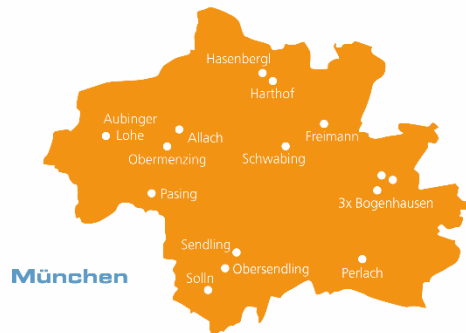 Hasenbergl
Harthof
Aubinger
Lohe
Allach
Freimann
Obermenzing
Schwabing
Pasing
3x Bogenhausen
Sendling
Obersendling
Perlach
Solln
München